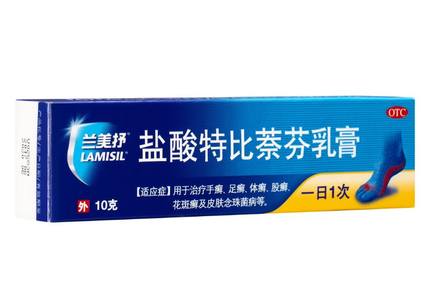 OTC
兰美抒
LAMISIL
盐酸特比萘芬乳膏
【适应症】用于治疗手癣、足癣、体癣、股癣、
花斑癣及皮肤念珠菌病等。
一日1次
外 10克